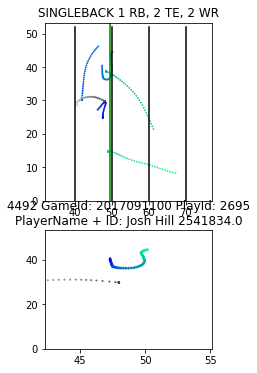 SINGLEBACK 1 RB, 2 TE, 2 WR
50
40
30
20
10
0
40 50 60 70
4492 GameId: 2017091100 PlayId: 2695
PlayerName + ID: Josh Hill 2541834.0
40
20
0
45 50 55